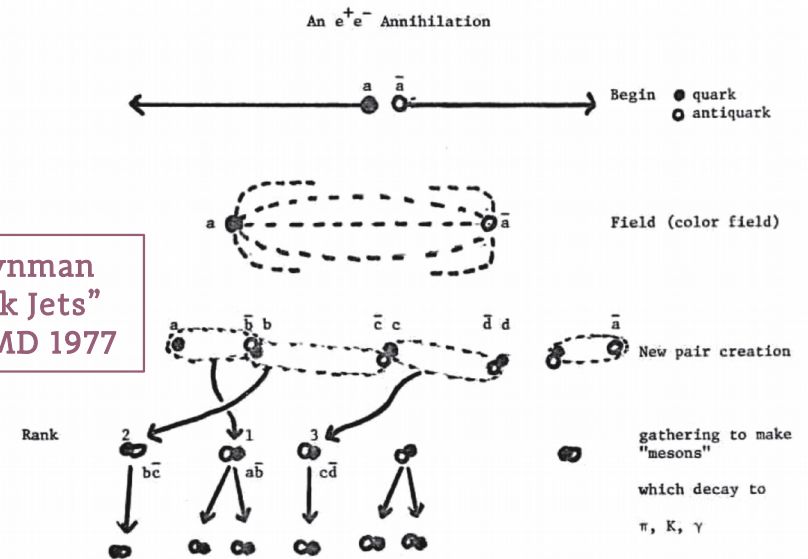 An e⁺e⁻ Annihilation
a ā
Begin ● quark
○ antiquark
a ā
Field (color field)
ynman
k Jets”
MD 1977
a b̄ b c̄ c d̄ d ā
New pair creation
Rank 2 1 3
gathering to make
"mesons"
bc̄ ab̄ cd̄
which decay to
π, K, γ